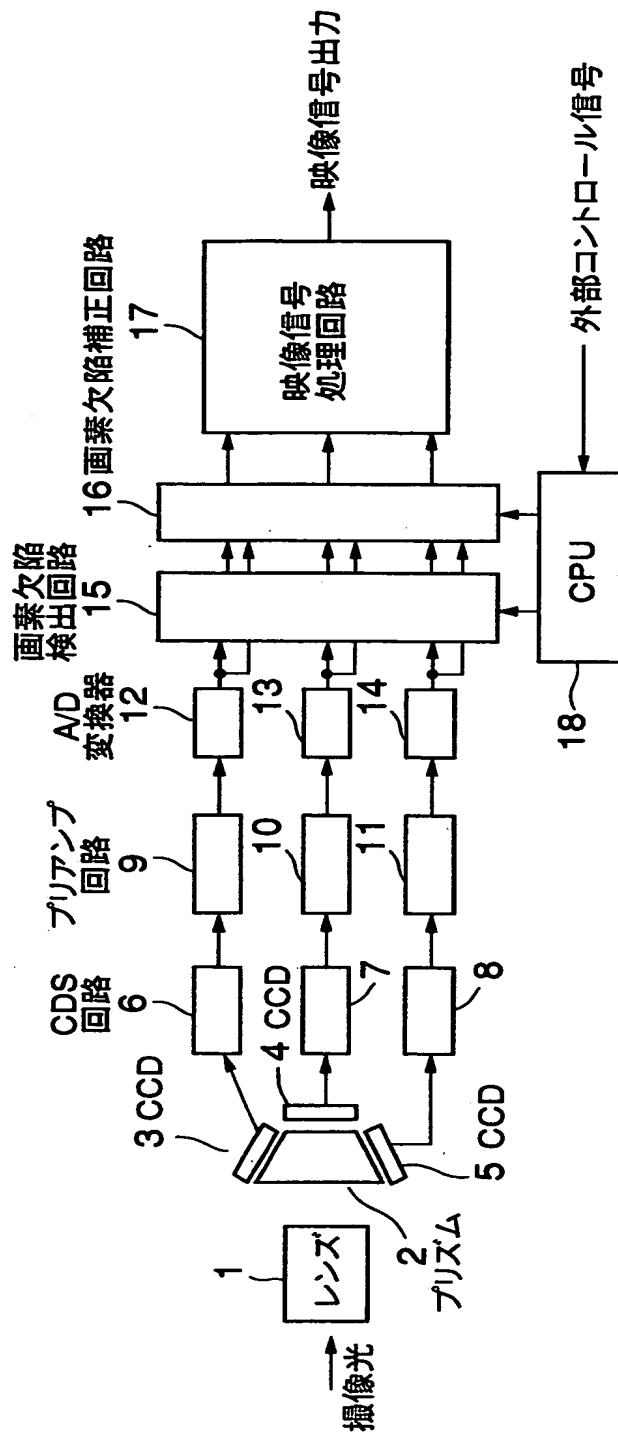 撮像光
1
レンズ
2
プリズム
3 CCD
4 CCD
5 CCD
CDS
回路
6
7
8
プリアンプ
回路
9
10
11
A/D
変換器
12
13
14
画素欠陥
検出回路
15
16 画素欠陥補正回路
17
映像信号
処理回路
映像信号出力
CPU
18
外部コントロール信号